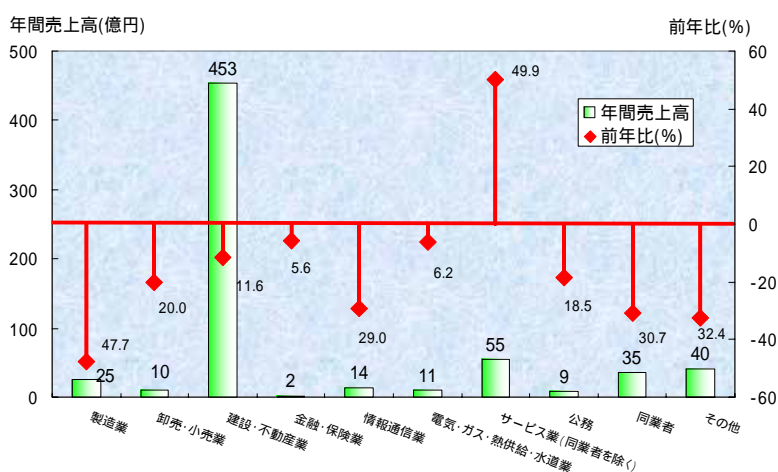 年間売上高(億円)
前年比(%)
500
400
300
200
100
0
60
40
20
0
-20
-40
-60
年間売上高
前年比(%)
453
49.9
47.7
20.0
11.6
5.6
29.0
6.2
18.5
30.7
32.4
25
10
2
14
11
55
9
35
40
製造業
卸売・小売業
建設・不動産業
金融・保険業
情報通信業
電気・ガス・熱供給・水道業
サービス業(同業者を除く)
公務
同業者
その他